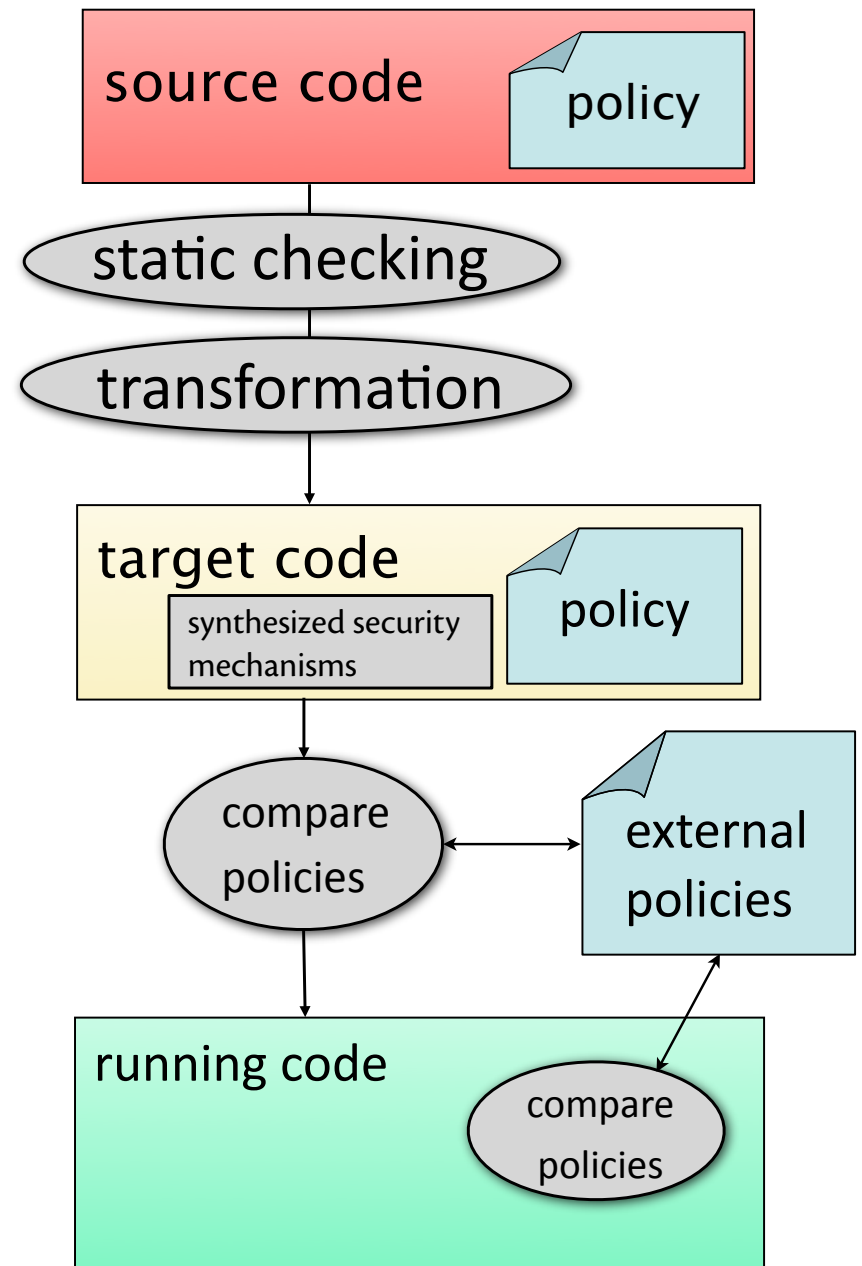 source code
policy
static checking
transformation
target code
policy
synthesized security
mechanisms
compare
policies
external
policies
running code
compare
policies